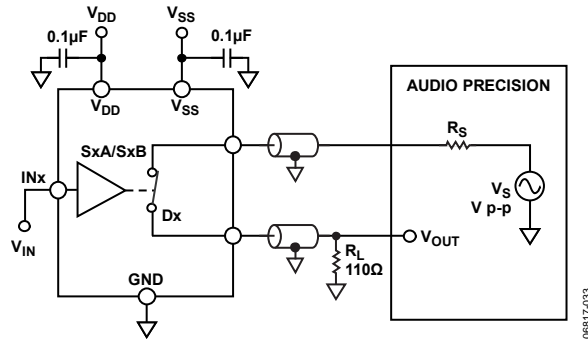 V_DD
V_SS
0.1µF
0.1µF
V_DD
V_SS
AUDIO PRECISION
SxA/SxB
R_S
INx
V_S
V p-p
Dx
V_IN
V_OUT
R_L
110Ω
GND
06817-033